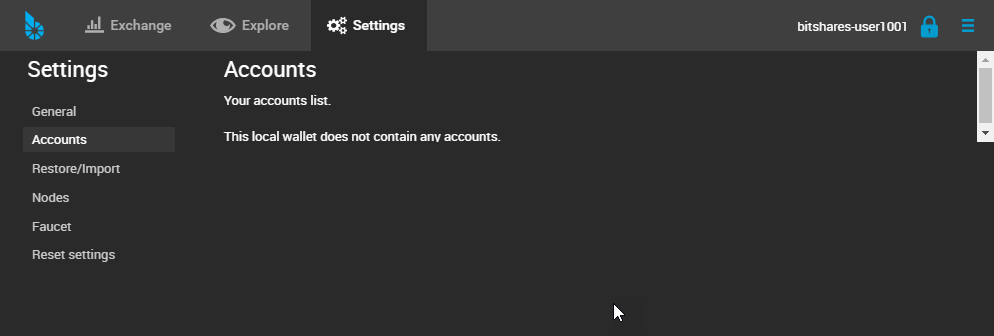 Exchange Explore Settings bitshares-user1001
Settings
General
Accounts
Restore/Import
Nodes
Faucet
Reset settings
Accounts
Your accounts list.
This local wallet does not contain any accounts.